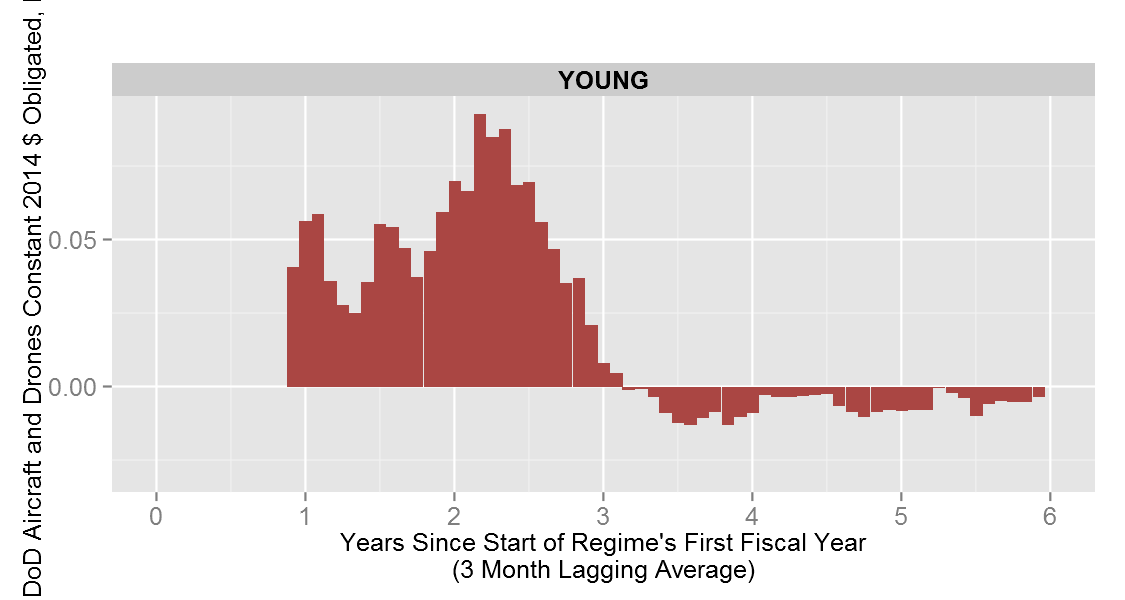 YOUNG
DoD Aircraft and Drones Constant 2014 $ Obligated,
0.05
0.00
0 1 2 3 4 5 6
Years Since Start of Regime's First Fiscal Year
(3 Month Lagging Average)